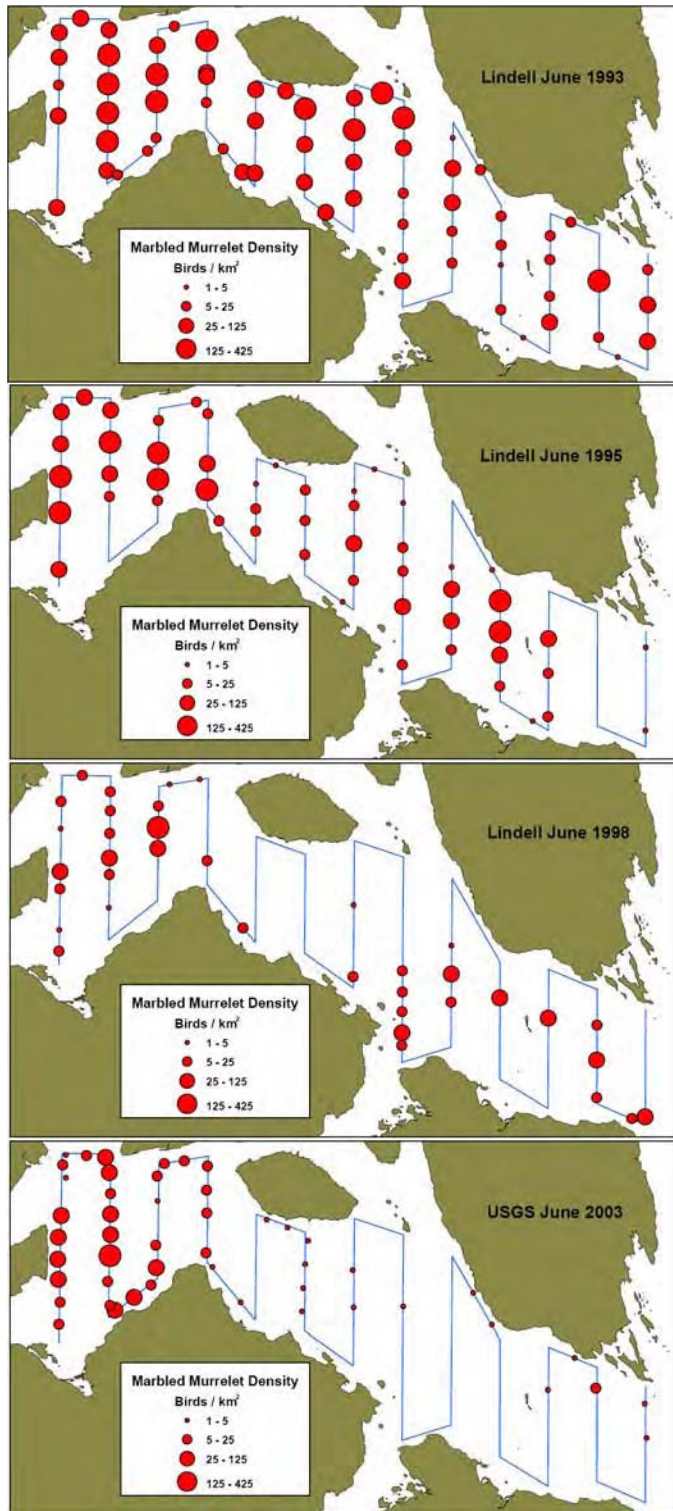 Lindell June 1993
Marbled Murrelet Density
Birds / km²
1 - 5
5 - 25
25 - 125
125 - 425
Lindell June 1995
Marbled Murrelet Density
Birds / km²
1 - 5
5 - 25
25 - 125
125 - 425
Lindell June 1998
Marbled Murrelet Density
Birds / km²
1 - 5
5 - 25
25 - 125
125 - 425
USGS June 2003
Marbled Murrelet Density
Birds / km²
1 - 5
5 - 25
25 - 125
125 - 425